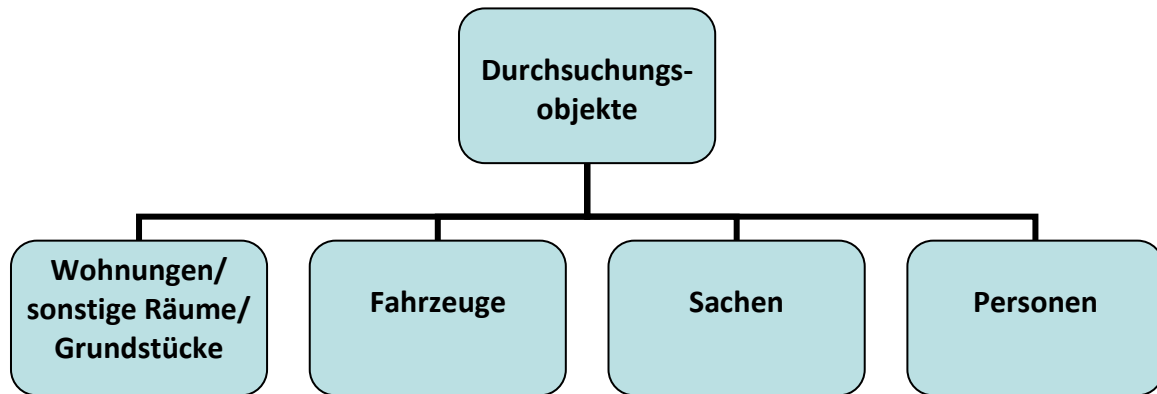 Durchsuchungs-
objekte
Wohnungen/
sonstige Räume/
Grundstücke
Fahrzeuge
Sachen
Personen